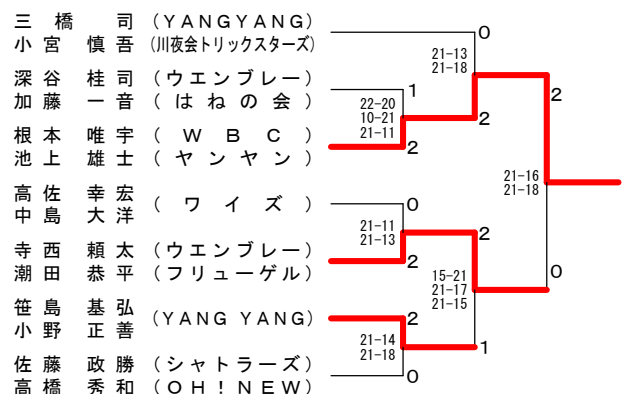 三橋 司 (YANGYANG)
小宮 慎吾 (川夜会トリックスターズ)
深谷 桂司 (ウエンブレー)
加藤 一音 (はねの会)
根本 唯宇 (WBC)
池上 雄士 (ヤンヤン)
高佐 幸宏
中島 大洋
(ワイズ)
寺西 頼太 (ウエンブレー)
潮田 恭平 (フリューゲル)
笹島 基弘
小野 正善
(YANG YANG)
佐藤 政勝 (シャトラーズ)
高橋 秀和 (OH!NEW)
0
21-13
21-18
2
1
22-20
10-21
21-11
2
2
21-16
21-18
0
21-11
21-13
2
2
0
15-21
21-17
21-15
2
21-14
21-18
1
0